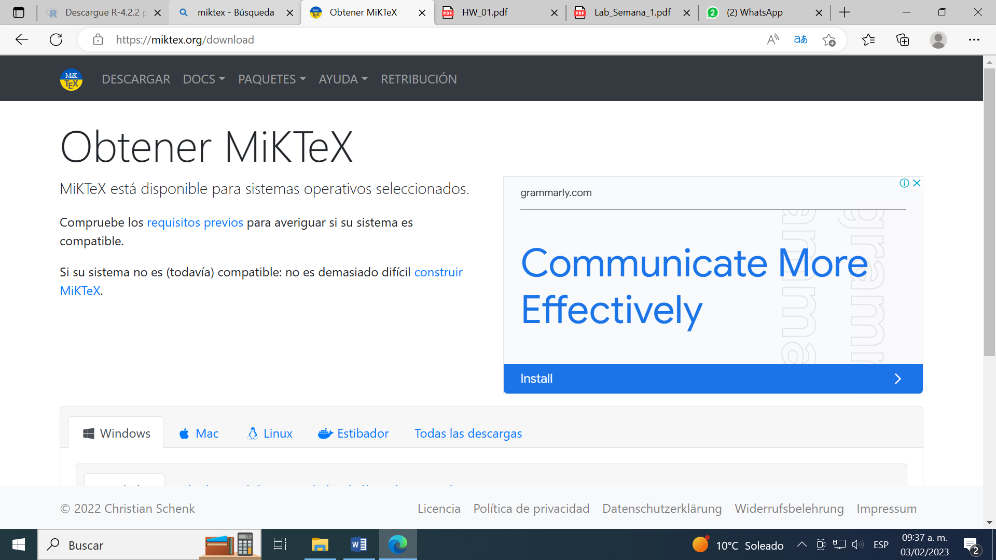 Descargue R-4.2.2 p
miktex - Búsqueda
Obtener MiKTeX
HW_01.pdf
Lab_Semana_1.pdf
(2) WhatsApp
https://miktex.org/download
DESCARGAR DOCS PAQUETES AYUDA RETRIBUCIÓN
Obtener MiKTeX
MiKTeX está disponible para sistemas operativos seleccionados.
Compruebe los requisitos previos para averiguar si su sistema es
compatible.
Si su sistema no es (todavía) compatible: no es demasiado difícil construir
MiKTeX.
grammarly.com
Communicate More
Effectively
Install
Windows Mac Linux Estibador Todas las descargas
© 2022 Christian Schenk
Licencia Política de privacidad Datenschutzerklärung Widerrufsbelehrung Impressum
Buscar
10°C Soleado
ESP
09:37 a. m.
03/02/2023
2